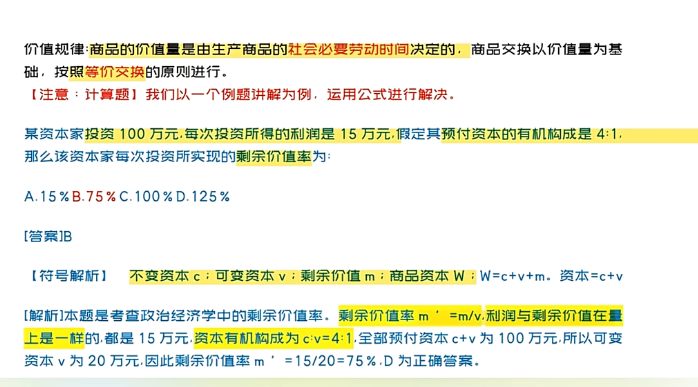 价值规律:商品的价值量是由生产商品的社会必要劳动时间决定的，商品交换以价值量为基
础，按照等价交换的原则进行。
【注意：计算题】我们以一个例题讲解为例，运用公式进行解决。
某资本家投资 100 万元,每次投资所得的利润是 15 万元,假定其预付资本的有机构成是 4:1,
那么该资本家每次投资所实现的剩余价值率为:
A.15％B.75％C.100％D.125％
[答案]B
【符号解析】 不变资本 c；可变资本 v；剩余价值 m；商品资本 W；W=c+v+m。资本=c+v
[解析]本题是考查政治经济学中的剩余价值率。剩余价值率 m＇=m/v,利润与剩余价值在量
上是一样的,都是 15 万元,资本有机构成为 c:v=4:1,全部预付资本 c+v 为 100 万元,所以可变
资本 v 为 20 万元,因此剩余价值率 m＇=15/20=75％,D 为正确答案。